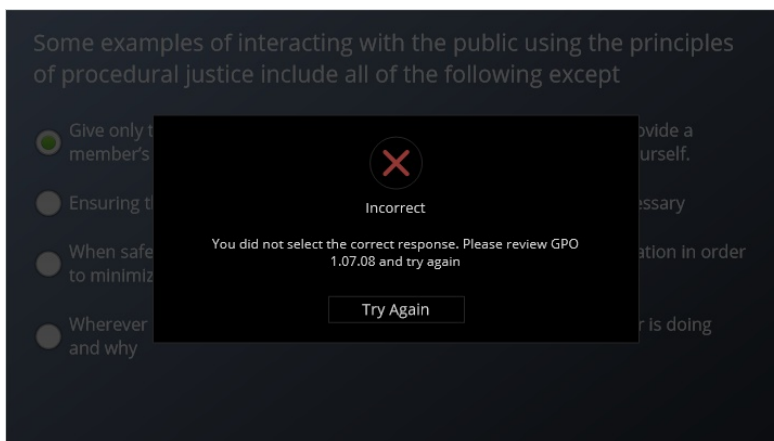 Some examples of interacting with the public using the principles
of procedural justice include all of the following except
Give only
ovide a
member's
urself.
Ensuring
essary
When safe
ation in order
to minimiz
Wherever
r is doing
and why
Incorrect
You did not select the correct response. Please review GPO
1.07.08 and try again
Try Again